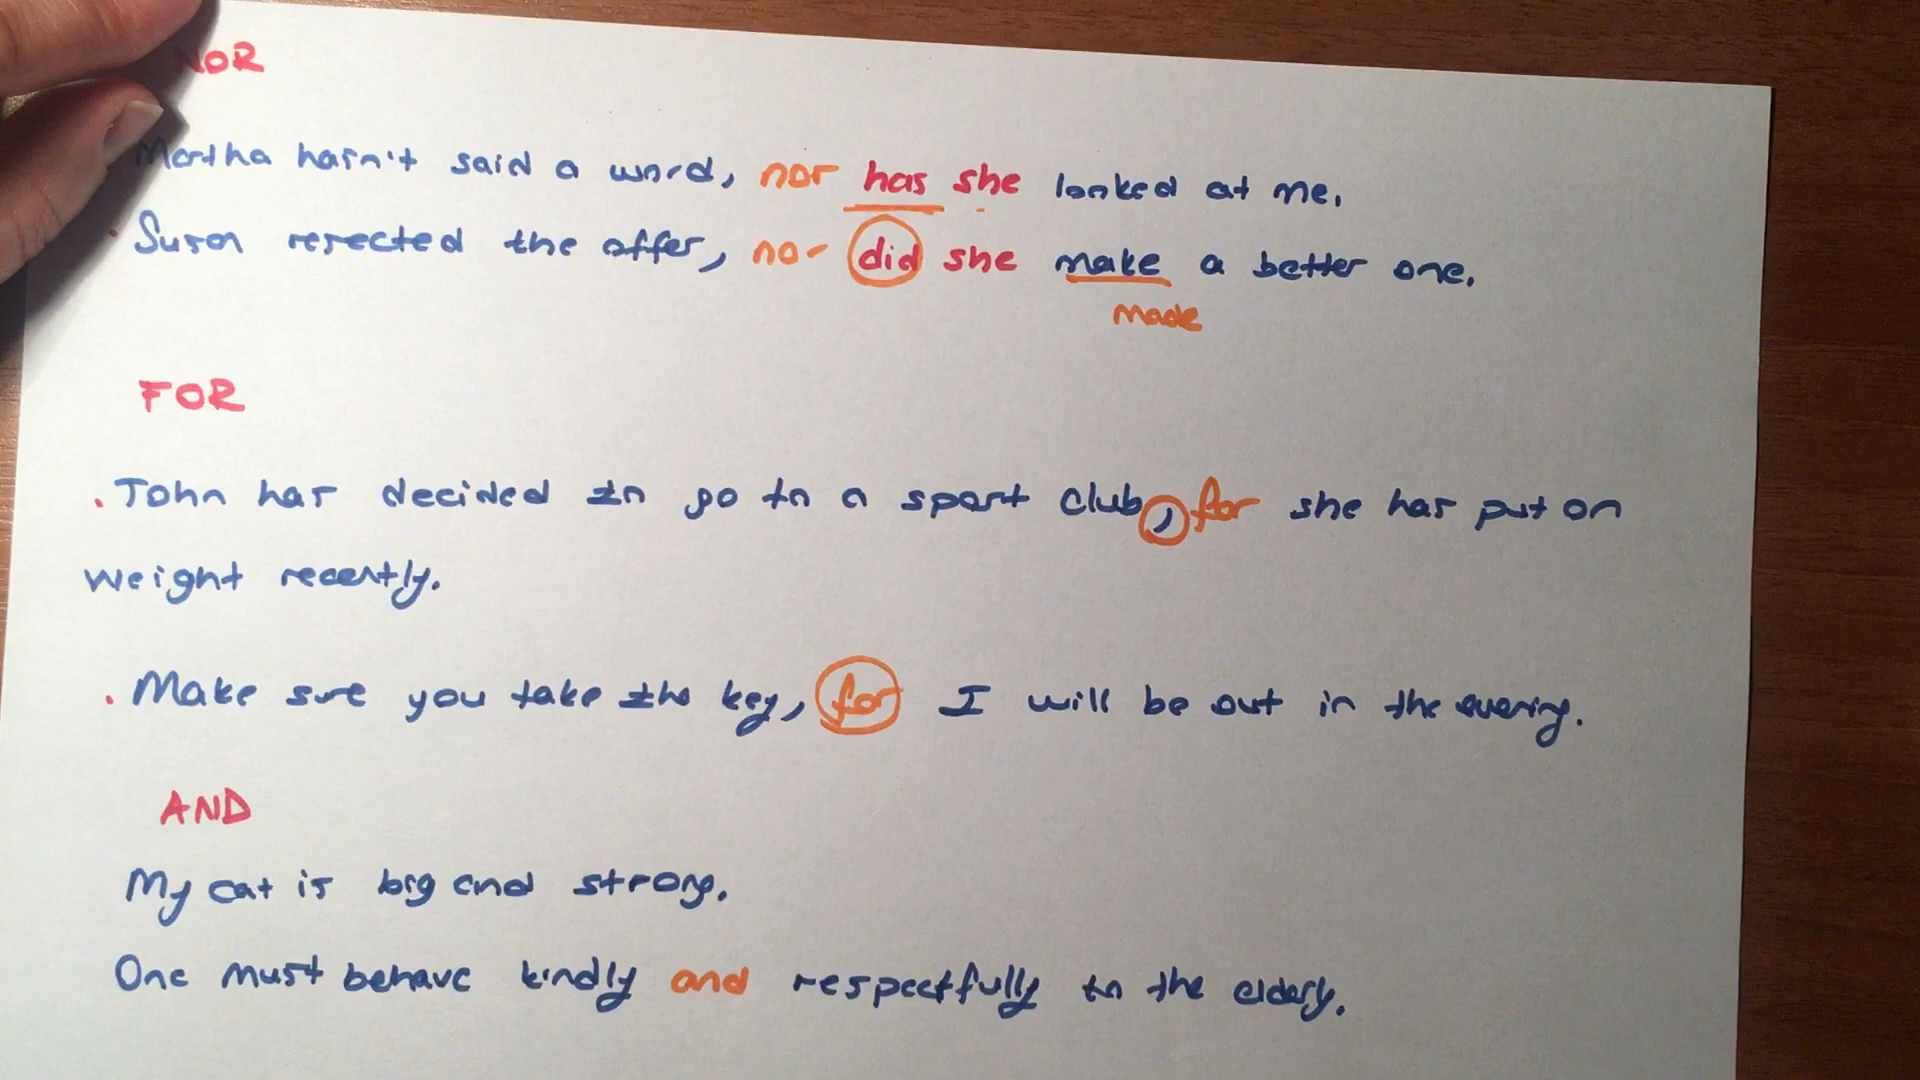 NOR
Martha hasn't said a word, nor has she looked at me.
Susan rejected the offer, nor did she make a better one.
made
FOR
. John has decided to go to a sport club, for she has put on
weight recently.
. Make sure you take the key, for I will be out in the evening.
AND
My cat is big and strong.
One must behave kindly and respectfully to the elderly.